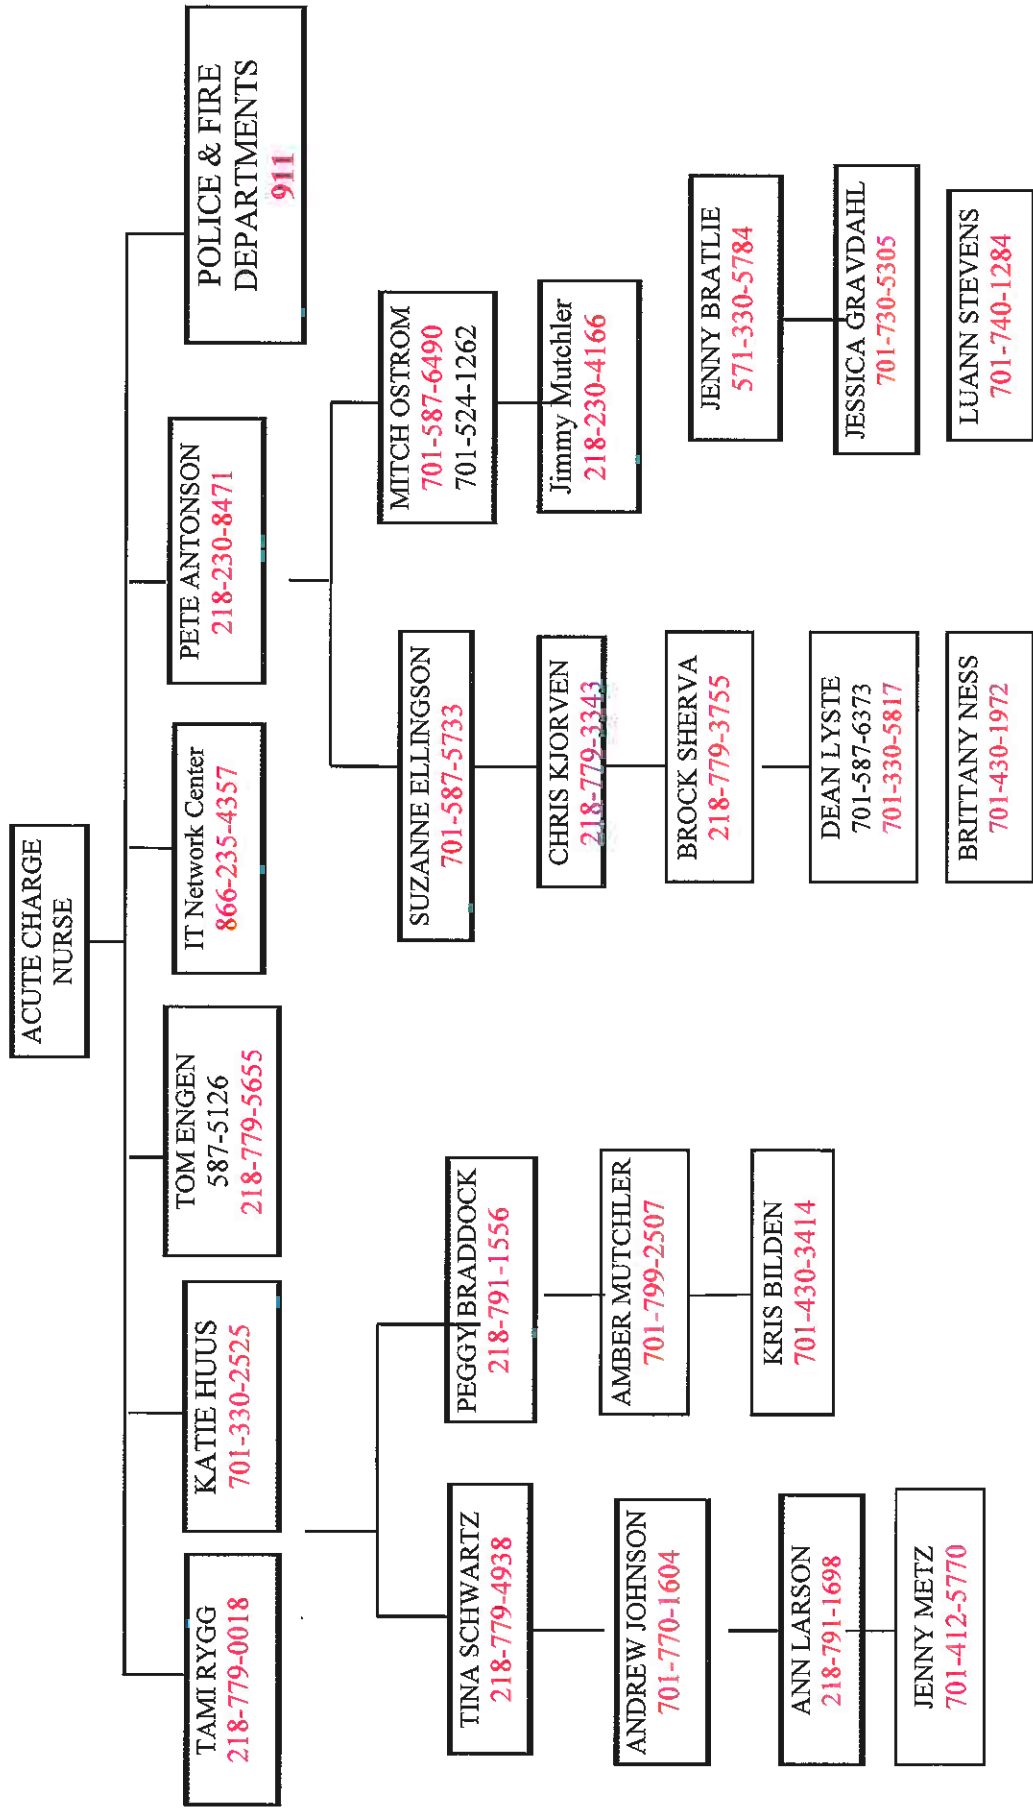 ACUTE CHARGE
NURSE
TAMI RYGG
218-779-0018
KATIE HUUS
701-330-2525
TOM ENGEN
587-5126
218-779-5655
IT Network Center
866-235-4357
PETE ANTONSON
218-230-8471
POLICE & FIRE
DEPARTMENTS
911
TINA SCHWARTZ
218-779-4938
PEGGY BRADDOCK
218-791-1556
SUZANNE ELLINGSON
701-587-5733
MITCH OSTROM
701-587-6490
701-524-1262
ANDREW JOHNSON
701-770-1604
AMBER MUTCHLER
701-799-2507
CHRIS KJORVEN
218-779-3343
Jimmy Mutchler
218-230-4166
ANN LARSON
218-791-1698
KRIS BILDEN
701-430-3414
BROCK SHERVA
218-779-3755
JENNY BRATLIE
571-330-5784
JENNY METZ
701-412-5770
DEAN LYSTE
701-587-6373
701-330-5817
JESSICA GRAVDAHL
701-730-5305
BRITTANY NESS
701-430-1972
LUANN STEVENS
701-740-1284